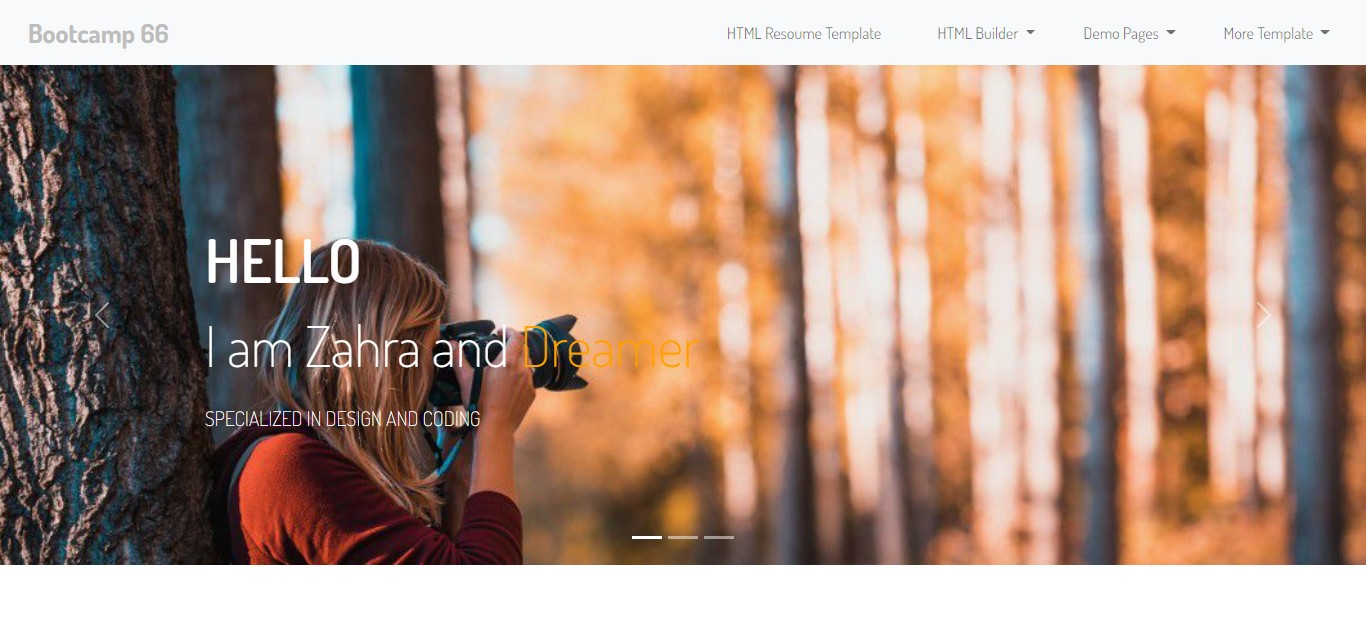 Bootcamp 66
HTML Resoume Template
HTML Builder
Demo Pages
More Template
HELLO
I am Zahra and Dreamer
SPECIALIZED IN DESIGN AND CODING